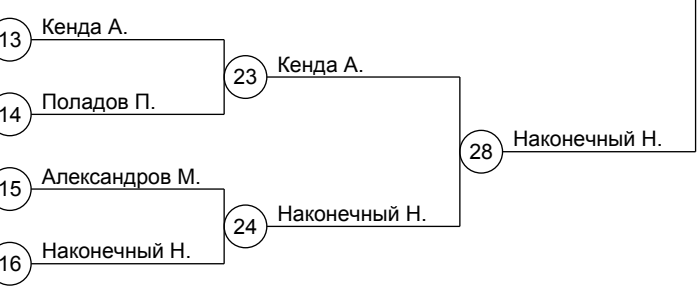 13 Кенда А.
23 Кенда А.
14 Поладов П.
28 Наконечный Н.
15 Александров М.
24 Наконечный Н.
16 Наконечный Н.